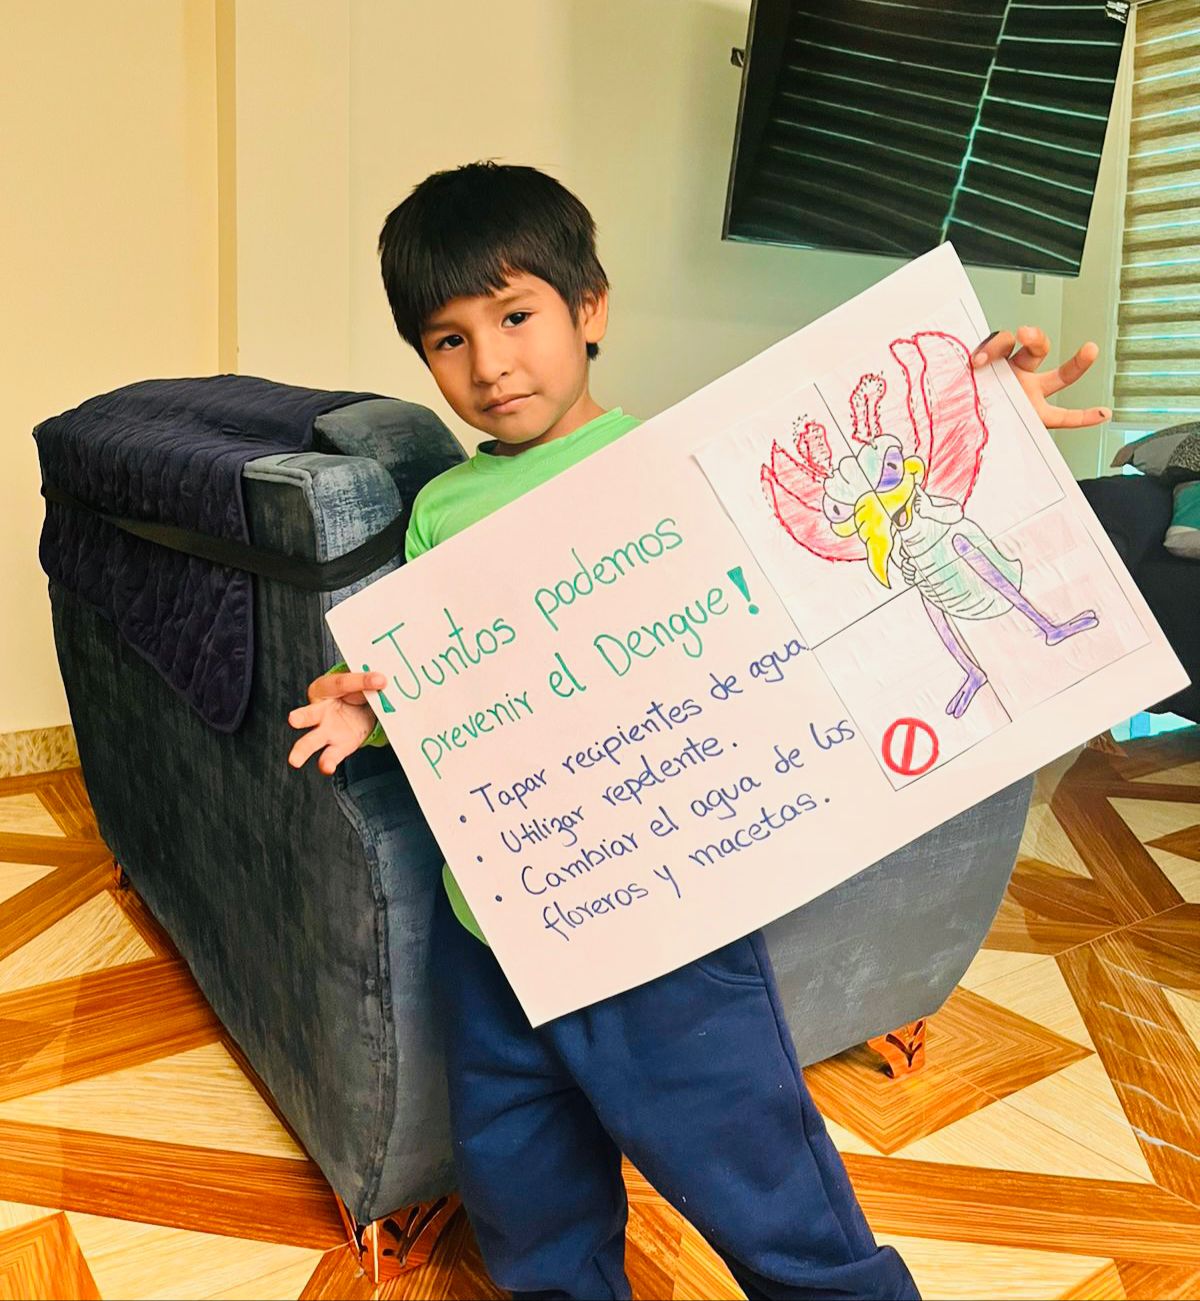 ¡Juntos podemos
prevenir el Dengue!
• Tapar recipientes de agua
• Utilizar repelente.
• Cambiar el agua de los
floreros y macetas.